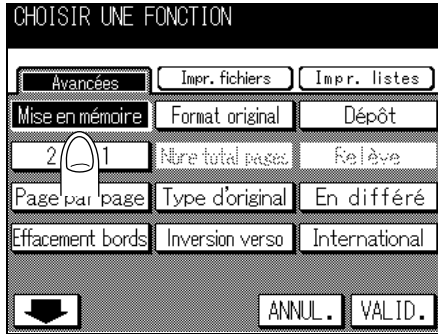 CHOISIR UNE FONCTION
Avancées Impr. fichiers Impr. listes
Mise en mémoire Format original Dépôt
2 1 Nbre total pages Relève
Page par page Type d'original En différé
Effacement bords Inversion verso International
ANNUL. VALID.